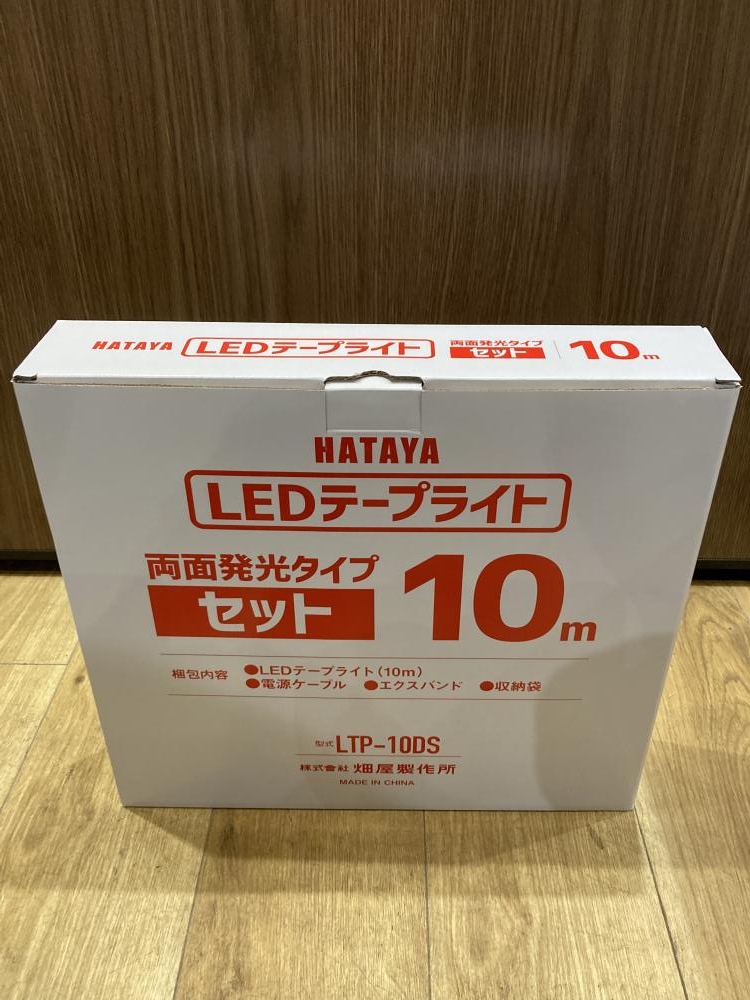 HATAYA LEDテープライト 両面発光タイプ セット 10m
HATAYA
LEDテープライト
両面発光タイプ
セット
10m
梱包内容
●LEDテープライト(10m)
●電源ケーブル ●エクスバンド ●収納袋
型式 LTP-10DS
株式会社 畑屋製作所
MADE IN CHINA